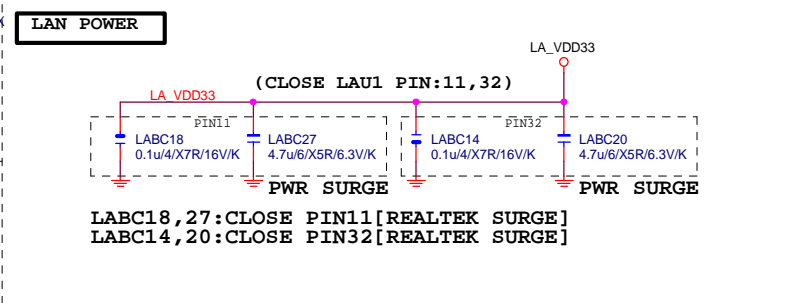 LAN POWER
LA_VDD33
(CLOSE LAU1 PIN:11,32)
LA_VDD33
PIN11
PIN32
LABC18
0.1u/4/X7R/16V/K
LABC27
4.7u/6/X5R/6.3V/K
LABC14
0.1u/4/X7R/16V/K
LABC20
4.7u/6/X5R/6.3V/K
PWR SURGE
PWR SURGE
LABC18,27:CLOSE PIN11[REALTEK SURGE]
LABC14,20:CLOSE PIN32[REALTEK SURGE]